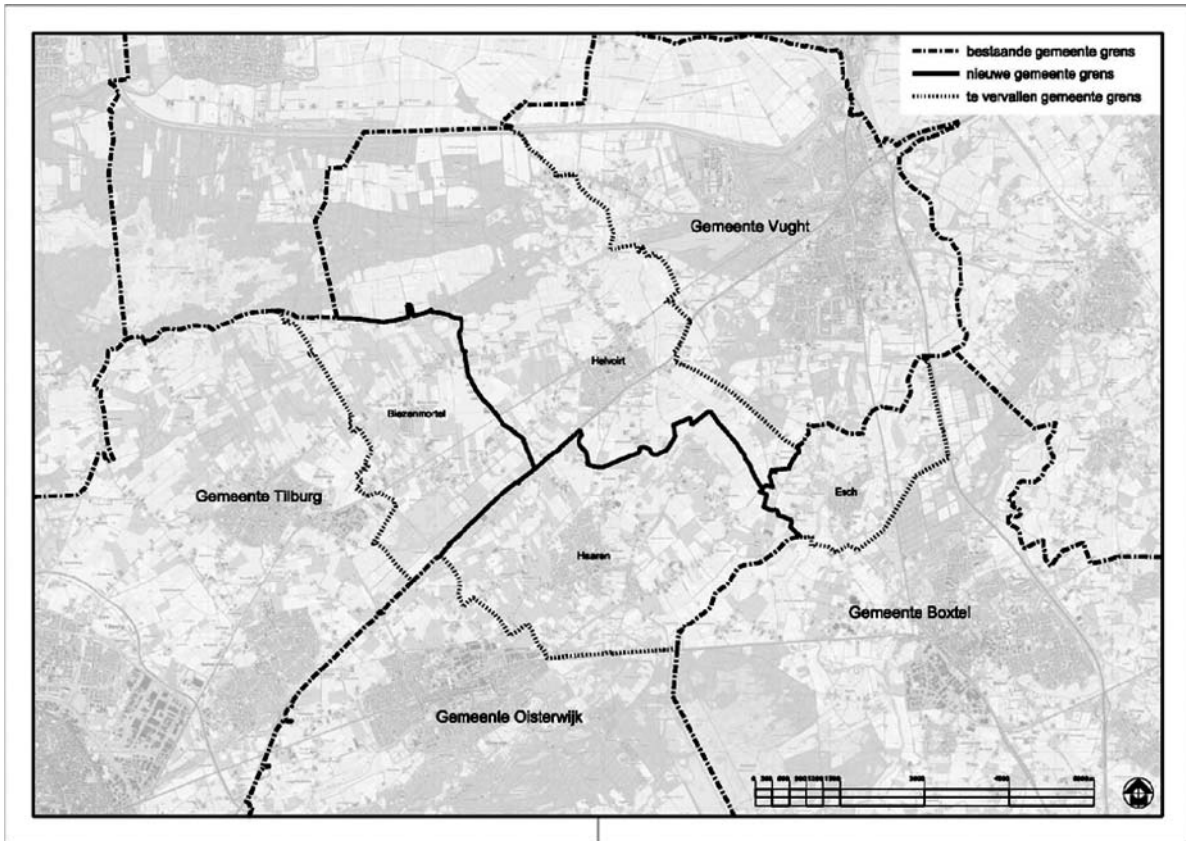 bestaande gemeente grens
nieuwe gemeente grens
te vervallen gemeente grens
Gemeente Vught
Helvoirt
Biezenmortel
Gemeente Tilburg
Esch
Haaren
Gemeente Boxtel
Gemeente Oisterwijk